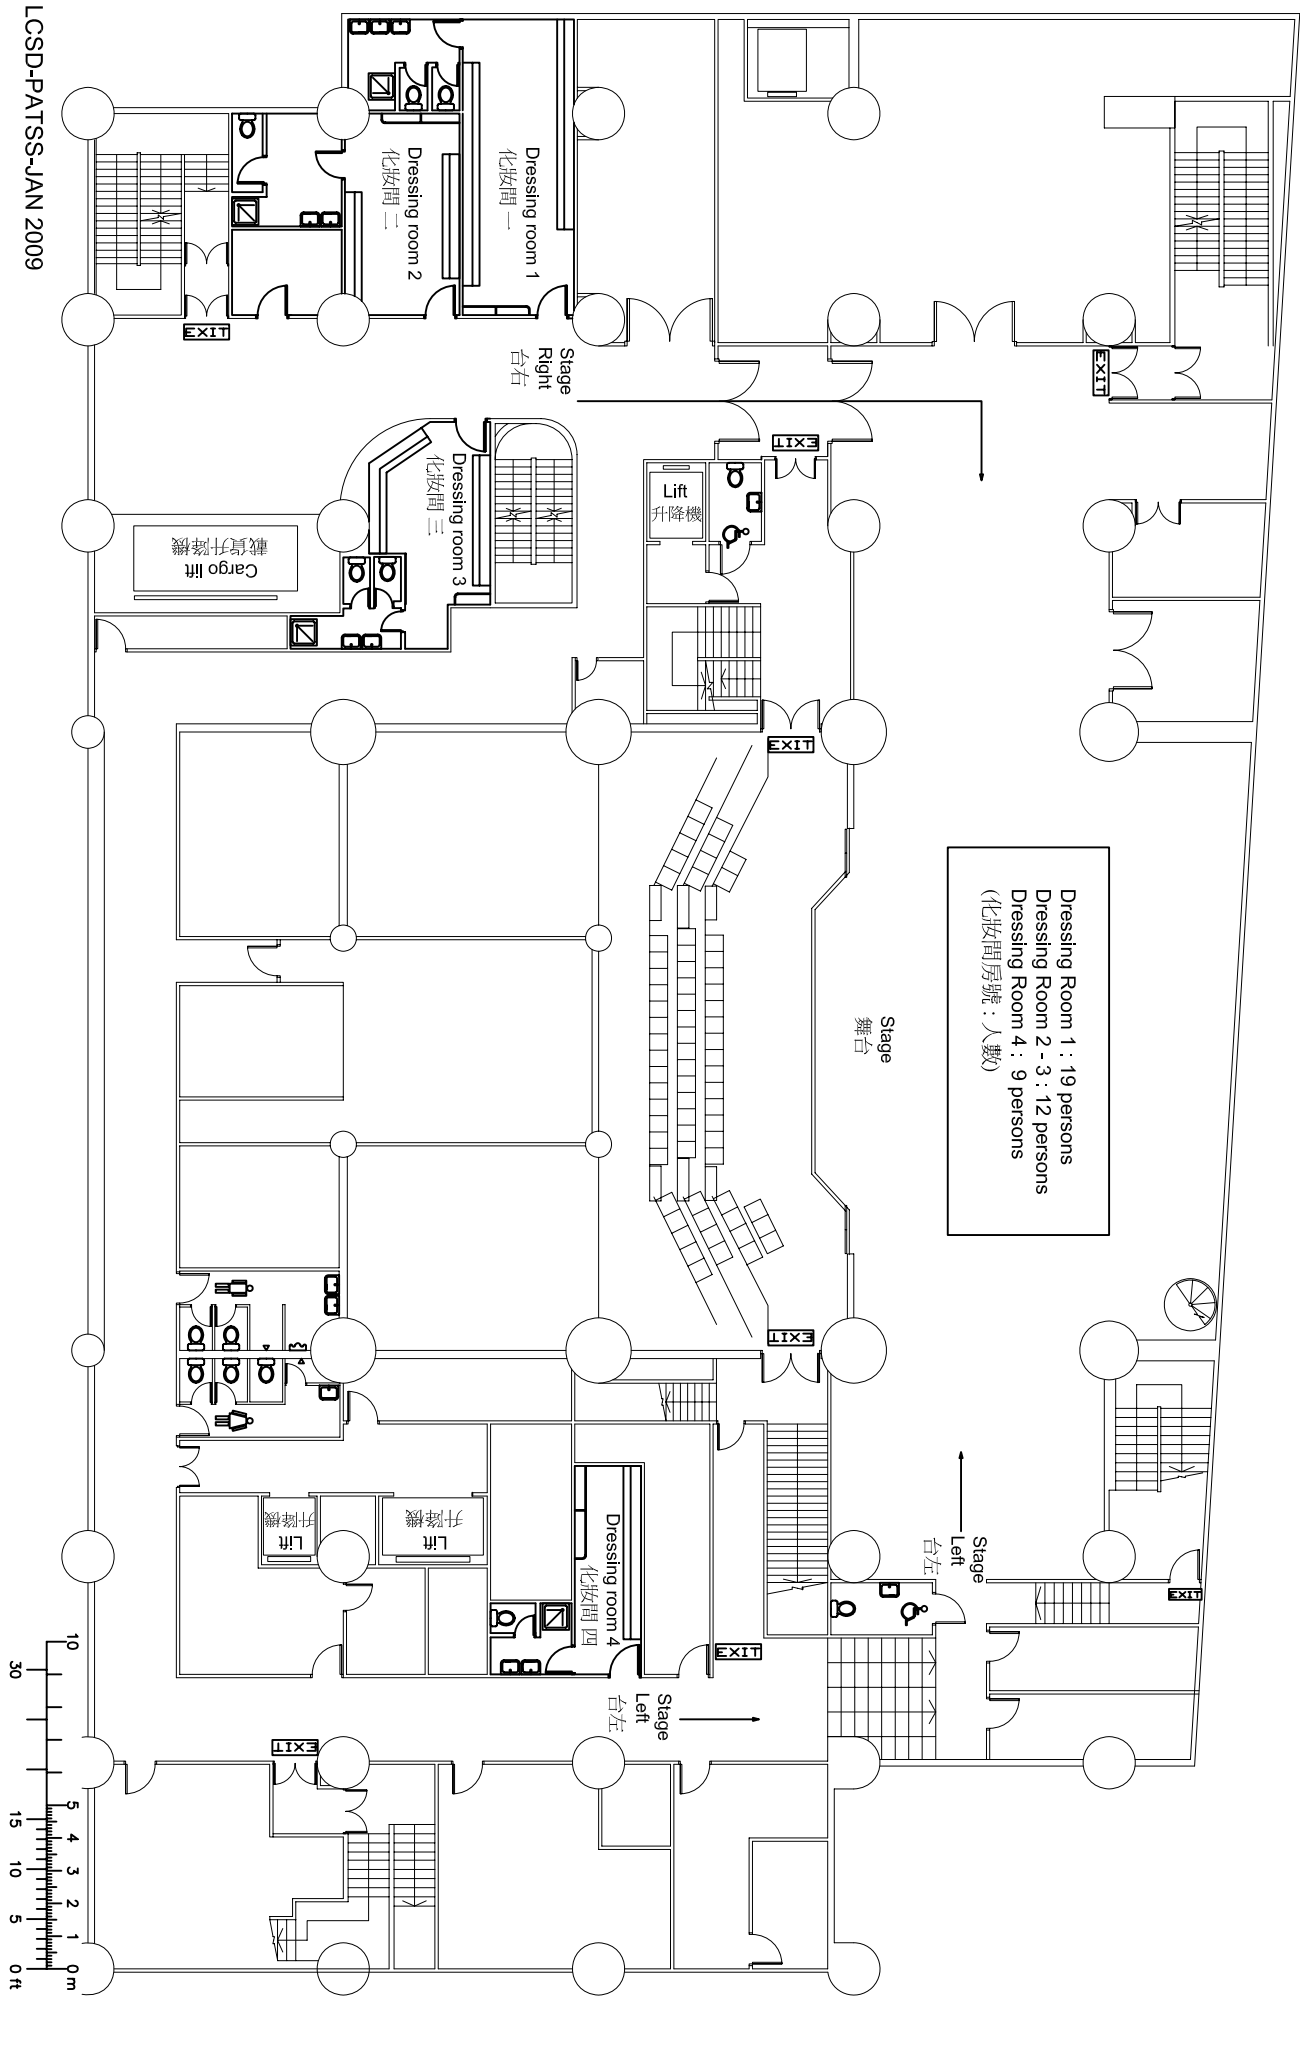 LCSD-PATSS-JAN 2009
Dressing room 1
化妝間 一
Dressing room 2
化妝間 二
EXIT
Stage
Right
台右
EXIT
EXIT
Dressing room 3
化妝間 三
Lift
升降機
Cargo lift
載貨升降機
EXIT
Dressing Room 1 : 19 persons
Dressing Room 2 - 3 : 12 persons
Dressing Room 4 : 9 persons
(化妝間房號 : 人數)
Stage
舞台
EXIT
Stage
Left
台左
EXIT
Lift
升降機
Lift
升降機
Dressing room 4
化妝間 四
EXIT
Stage
Left
台左
EXIT
10 5 4 3 2 1 0 m
30 15 10 5 0 ft